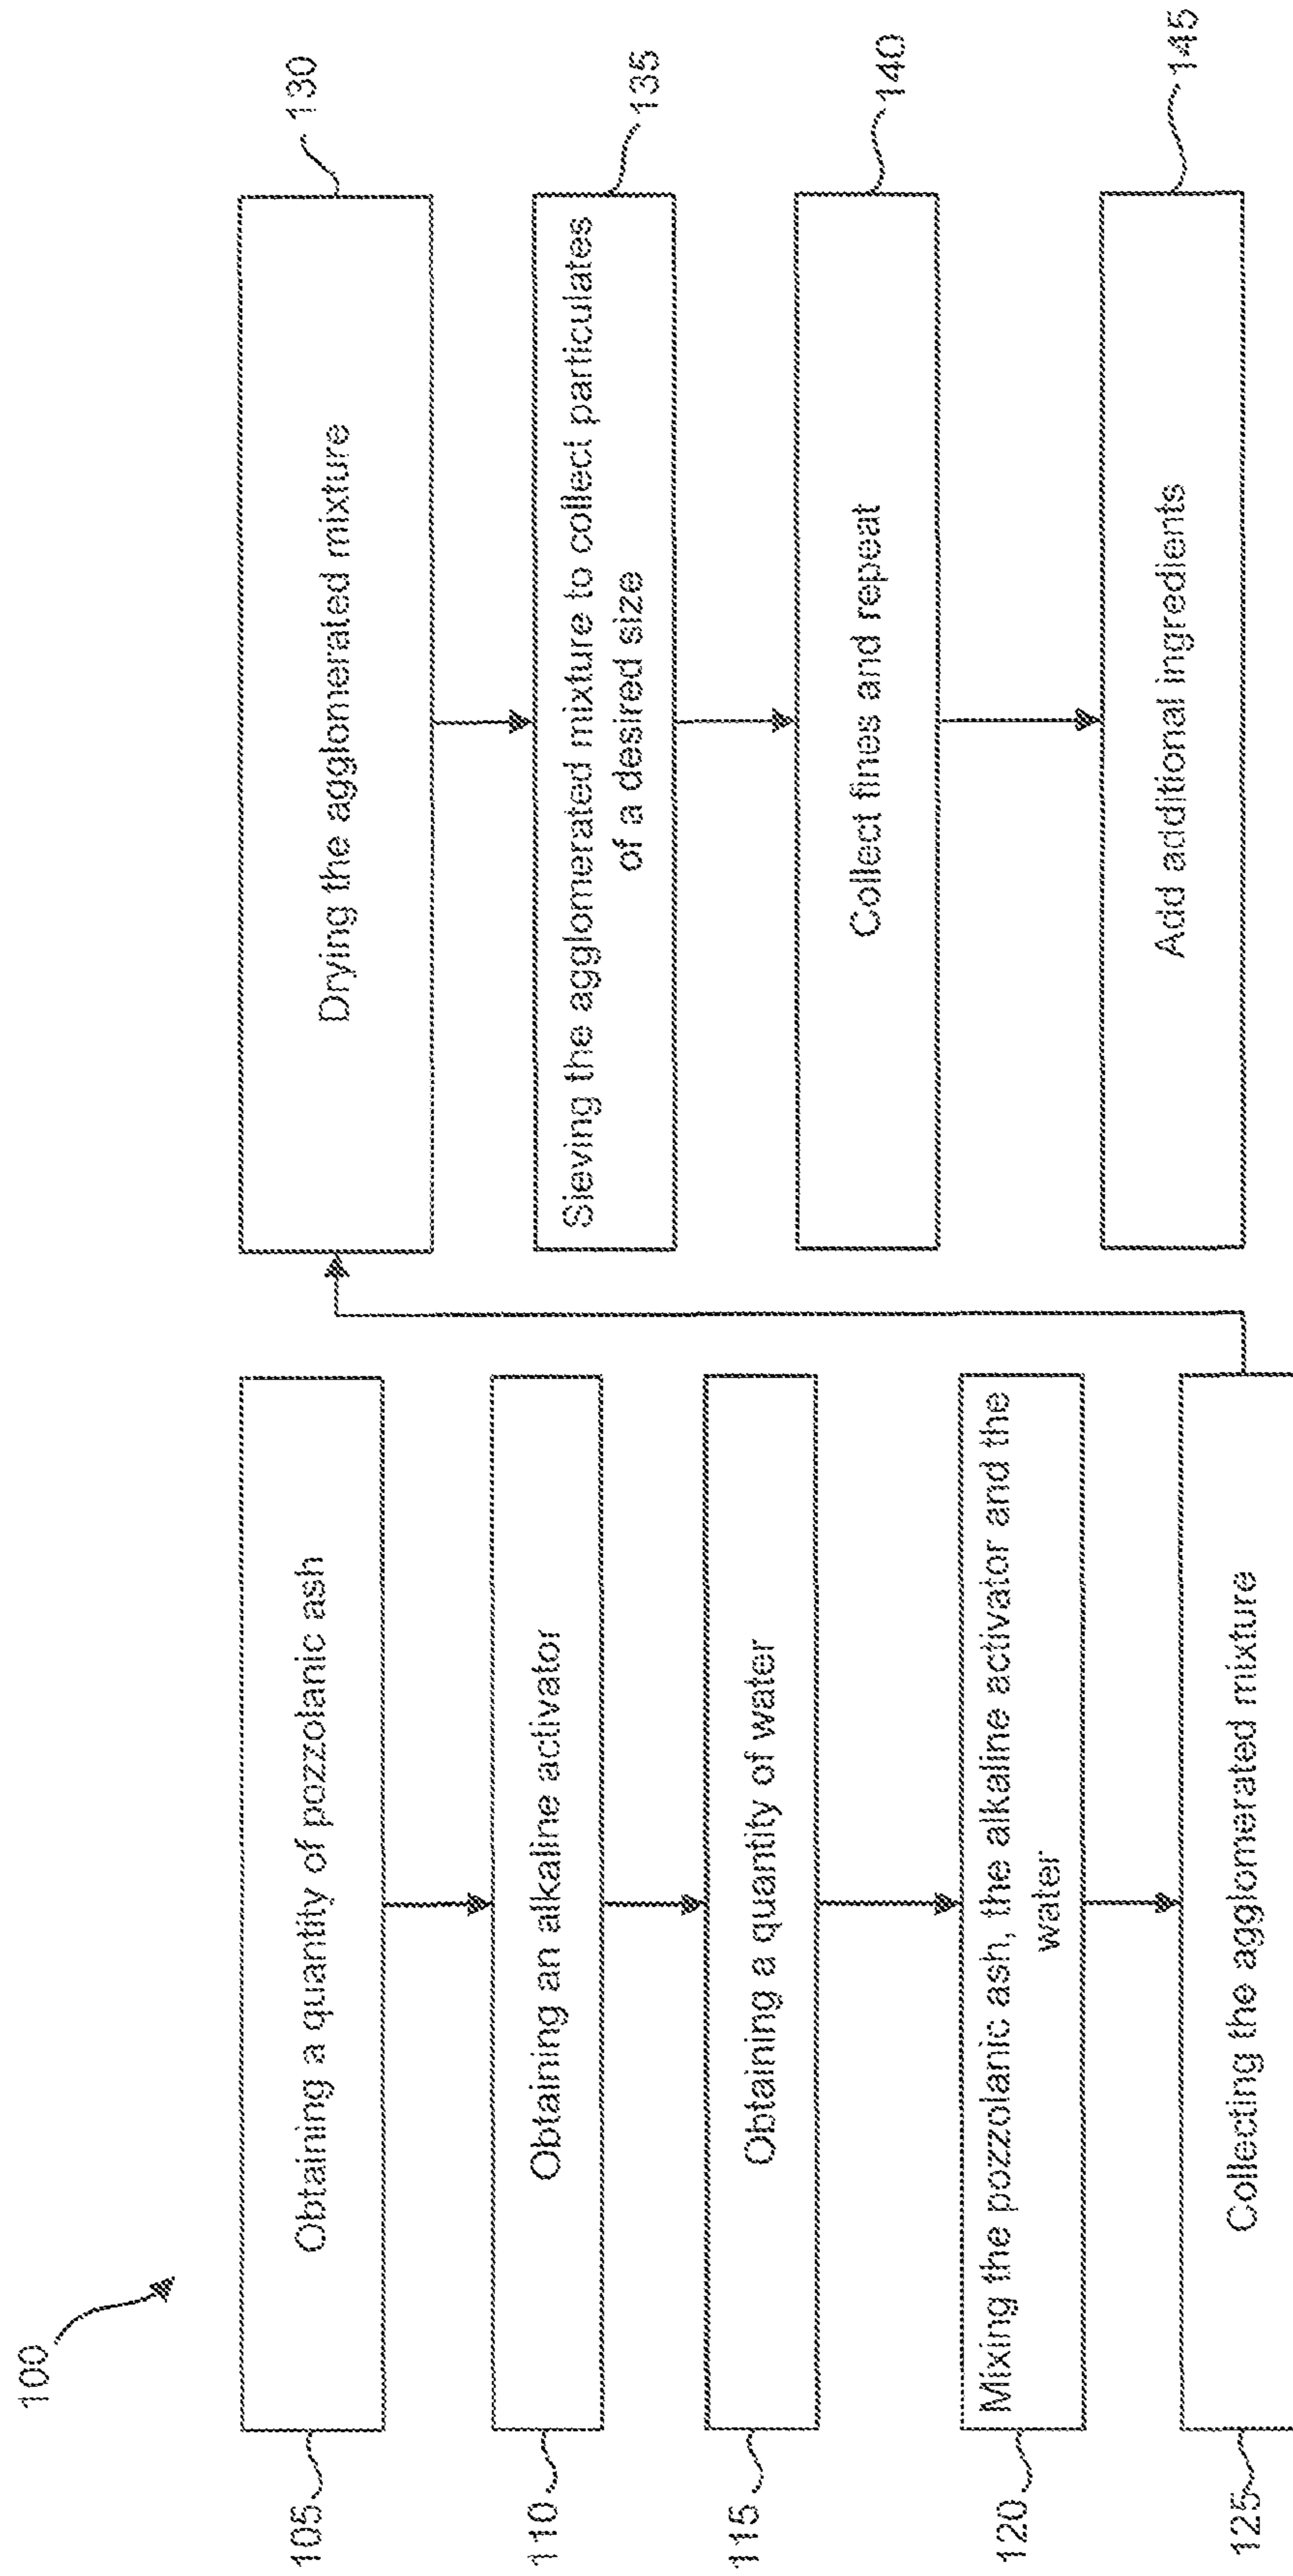 100
105
Obtaining a quantity of pozzolanic ash
110
Obtaining an alkaline activator
115
Obtaining a quantity of water
120
Mixing the pozzolanic ash, the alkaline activator and the
water
125
Collecting the agglomerated mixture
130
Drying the agglomerated mixture
135
Sieving the agglomerated mixture to collect particulates
of a desired size
140
Collect fines and repeat
145
Add additional ingredients